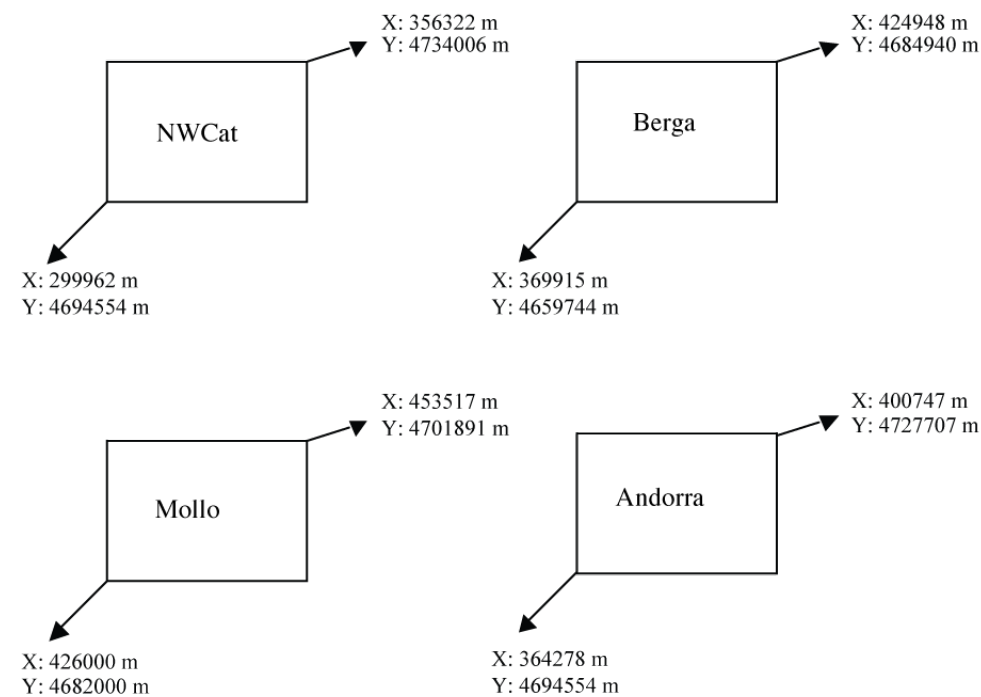 X: 356322 m
Y: 4734006 m
NWCat
X: 299962 m
Y: 4694554 m
X: 424948 m
Y: 4684940 m
Berga
X: 369915 m
Y: 4659744 m
X: 453517 m
Y: 4701891 m
Mollo
X: 426000 m
Y: 4682000 m
X: 400747 m
Y: 4727707 m
Andorra
X: 364278 m
Y: 4694554 m